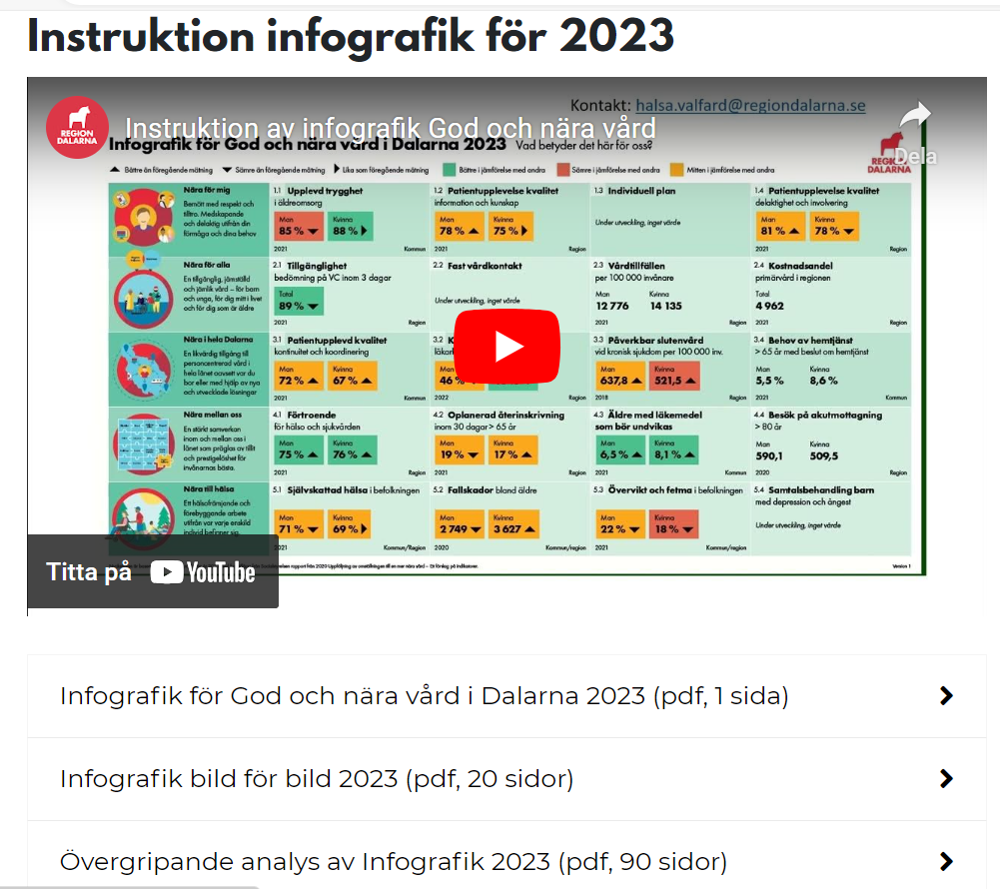 Instruktion infografik för 2023
Kontakt: halsa.valfard@regiondalarna.se
REGION
DALARNA
Instruktion av infografik God och nära vård
Dela
Infografik för God och nära vård i Dalarna 2023 Vad betyder det här för oss?
DALARNA
Bättre än föregående mätning Sämre än föregående mätning Lika som föregående mätning Bättre i jämförelse med andra Sämre i jämförelse med andra Mitten i jämförelse med andra
Nära för mig
Bemött med respekt och
tilltro. Medskapande
och delaktig utifrån din
förmåga och dina behov
1.1 Upplevd trygghet
i äldreomsorg
Man Kvinna
85 % 88 %
2021 Kommun
1.2 Patientupplevelse kvalitet
information och kunskap
Man Kvinna
78 % 75 %
2021 Region
1.3 Individuell plan
Under utveckling, inget värde
1.4 Patientupplevelse kvalitet
delaktighet och involvering
Man Kvinna
81 % 78 %
2021 Region
Nära för alla
En tillgänglig, jämställd
och jämlik vård – för barn
och unga, för dig mitt i livet
och för dig som är äldre
2.1 Tillgänglighet
bedömning på VC inom 3 dagar
Total
89 %
2021 Region
2.2 Fast vårdkontakt
Under utveckling, inget värde
2.3 Vårdtillfällen
per 100 000 invånare
Man Kvinna
12 776 14 135
2021 Region
2.4 Kostnadsandel
primärvård i regionen
Total
4 962
2021 Region
Nära i hela Dalarna
En likvärdig tillgång till
personcentrerad vård i
hela länet oavsett var du
bor eller med hjälp av nya
och utvecklade lösningar
3.1 Patientupplevd kvalitet
kontinuitet och koordinering
Man Kvinna
72 % 67 %
2021 Kommun
3.2
Man
46 %
2022 Region
3.3 Påverkbar slutenvård
vid kronisk sjukdom per 100 000 inv.
Man Kvinna
637,8 521,5
2018 Region
3.4 Behov av hemtjänst
> 65 år med beslut om hemtjänst
Man Kvinna
5,5 % 8,6 %
2021 Kommun
Nära mellan oss
En stärkt samverkan
inom och mellan oss i
länet som präglas av tillit
och prestigelöshet för
invånarnas bästa.
4.1 Förtroende
för hälso och sjukvården
Man Kvinna
75 % 76 %
2021 Region
4.2 Oplanerad återinskrivning
inom 30 dagar > 65 år
Man Kvinna
19 % 17 %
2021 Region
4.3 Äldre med läkemedel
som bör undvikas
Man Kvinna
6,5 % 8,1 %
2021 Kommun
4.4 Besök på akutmottagning
> 80 år
Man Kvinna
590,1 509,5
2020 Region
Nära till hälsa
En hälsofrämjande och
förebyggande arbete
utifrån var varje enskild
individ befinner sig.
5.1 Självskattad hälsa i befolkningen
Man Kvinna
71 % 69 %
2021 Kommun/Region
5.2 Fallskador bland äldre
Man Kvinna
2 749 3 627
2020 Kommun/region
5.3 Övervikt och fetma i befolkningen
Man Kvinna
22 % 18 %
2021 Kommun/region
5.4 Samtalsbehandling barn
med depression och ångest
Under utveckling, inget värde
rapport från 2020 Uppföljning av omställningen till en mer nära vård – Ett förslag på indikatorer. Version 1
Titta på YouTube
Infografik för God och nära vård i Dalarna 2023 (pdf, 1 sida)
Infografik bild för bild 2023 (pdf, 20 sidor)
Övergripande analys av Infografik 2023 (pdf, 90 sidor)